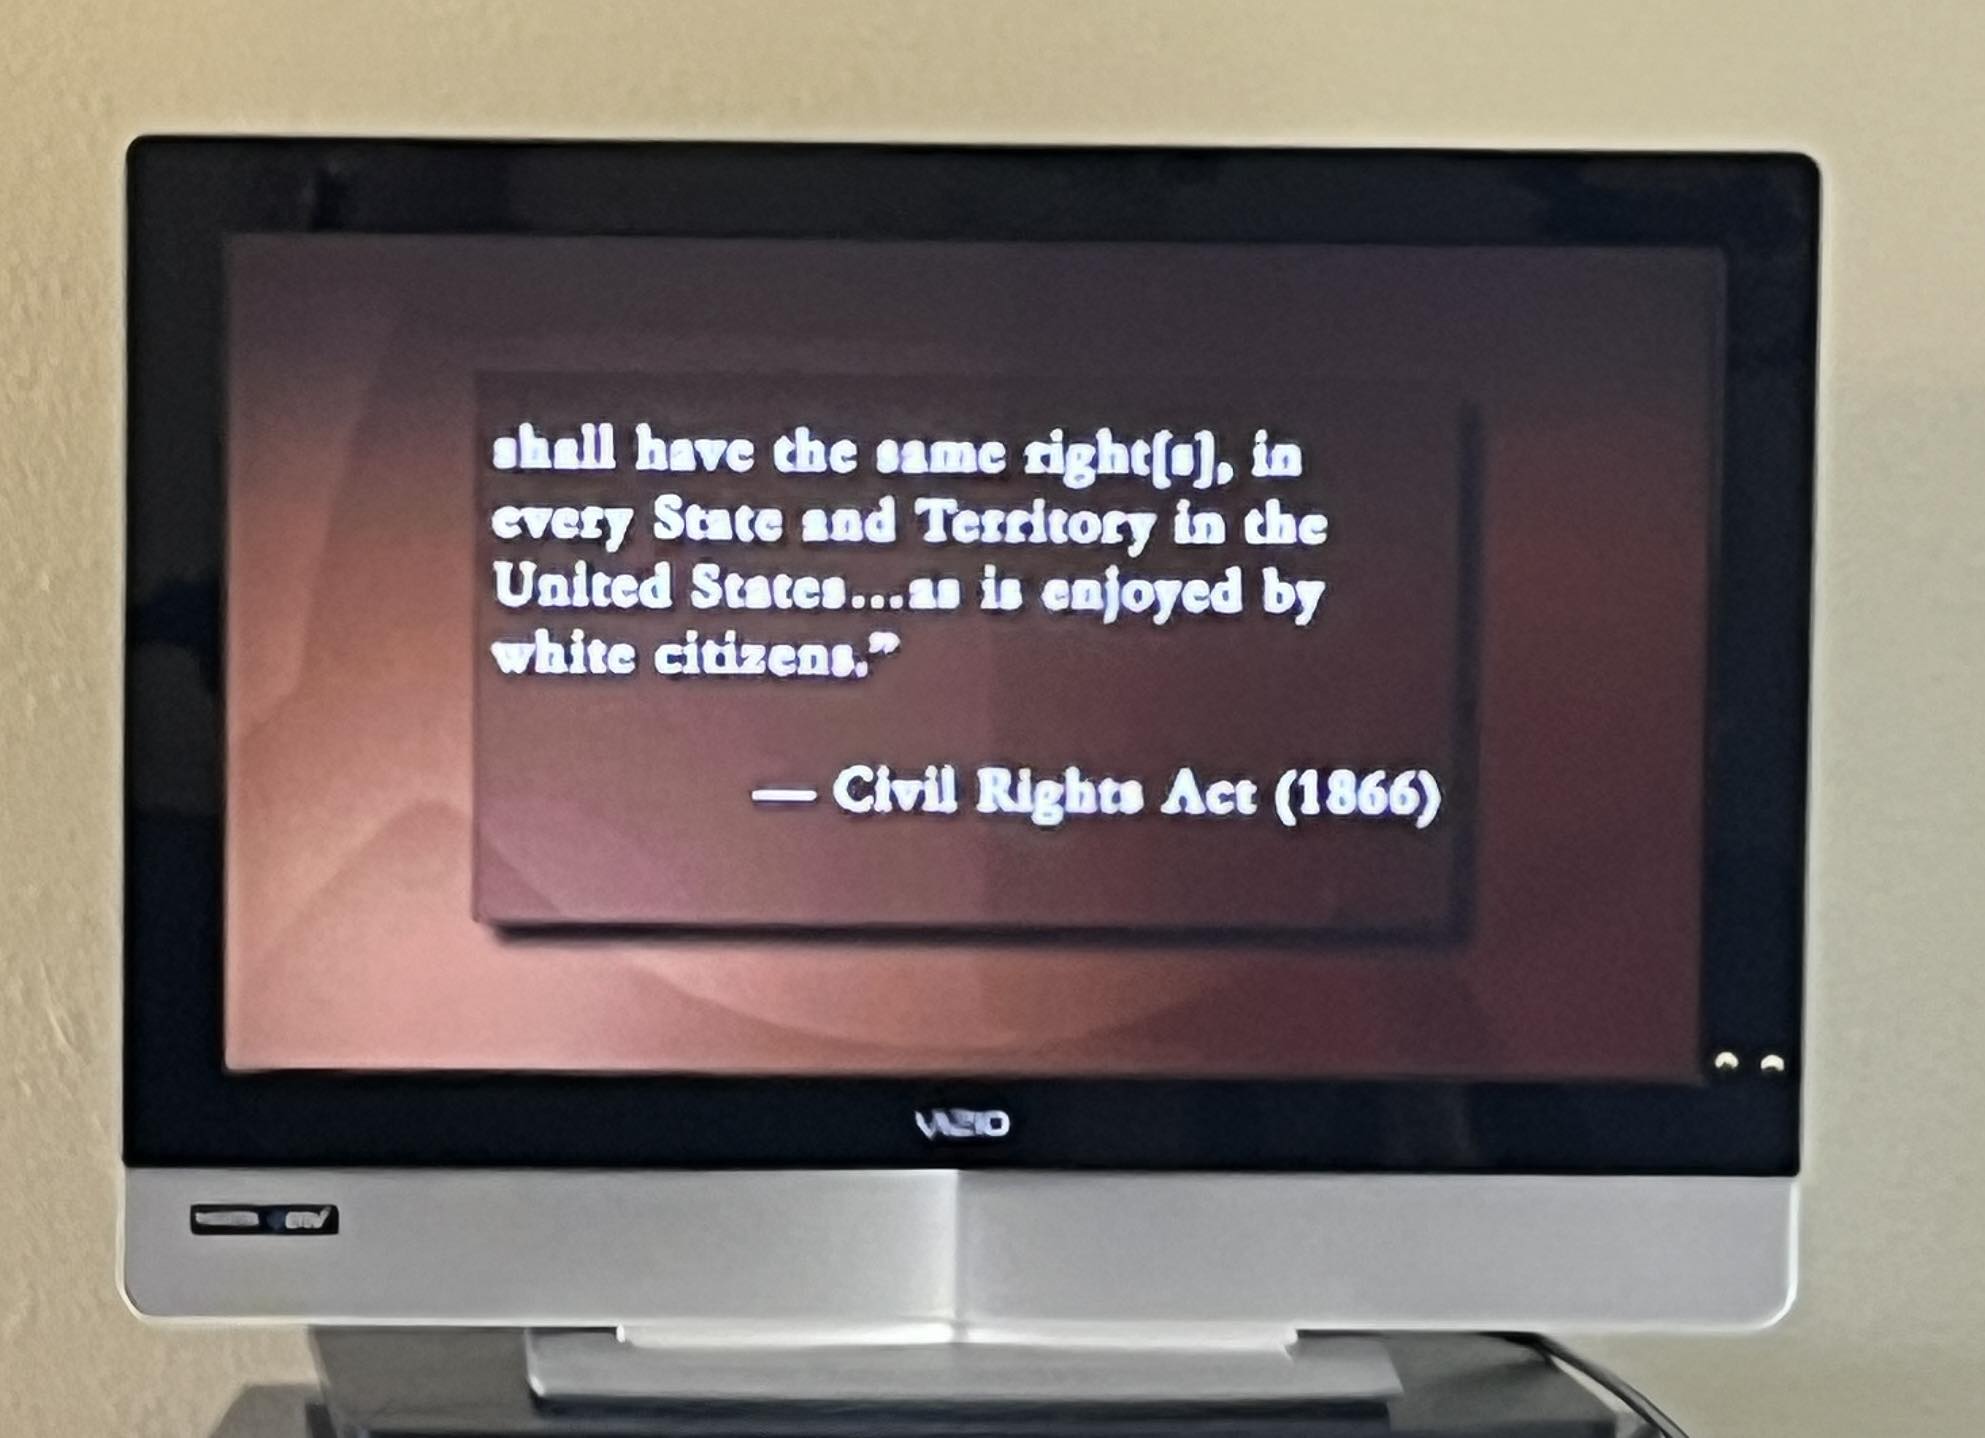 shall have the same right[s], in
every State and Territory in the
United States...as is enjoyed by
white citizens.”
— Civil Rights Act (1866)
VIZIO